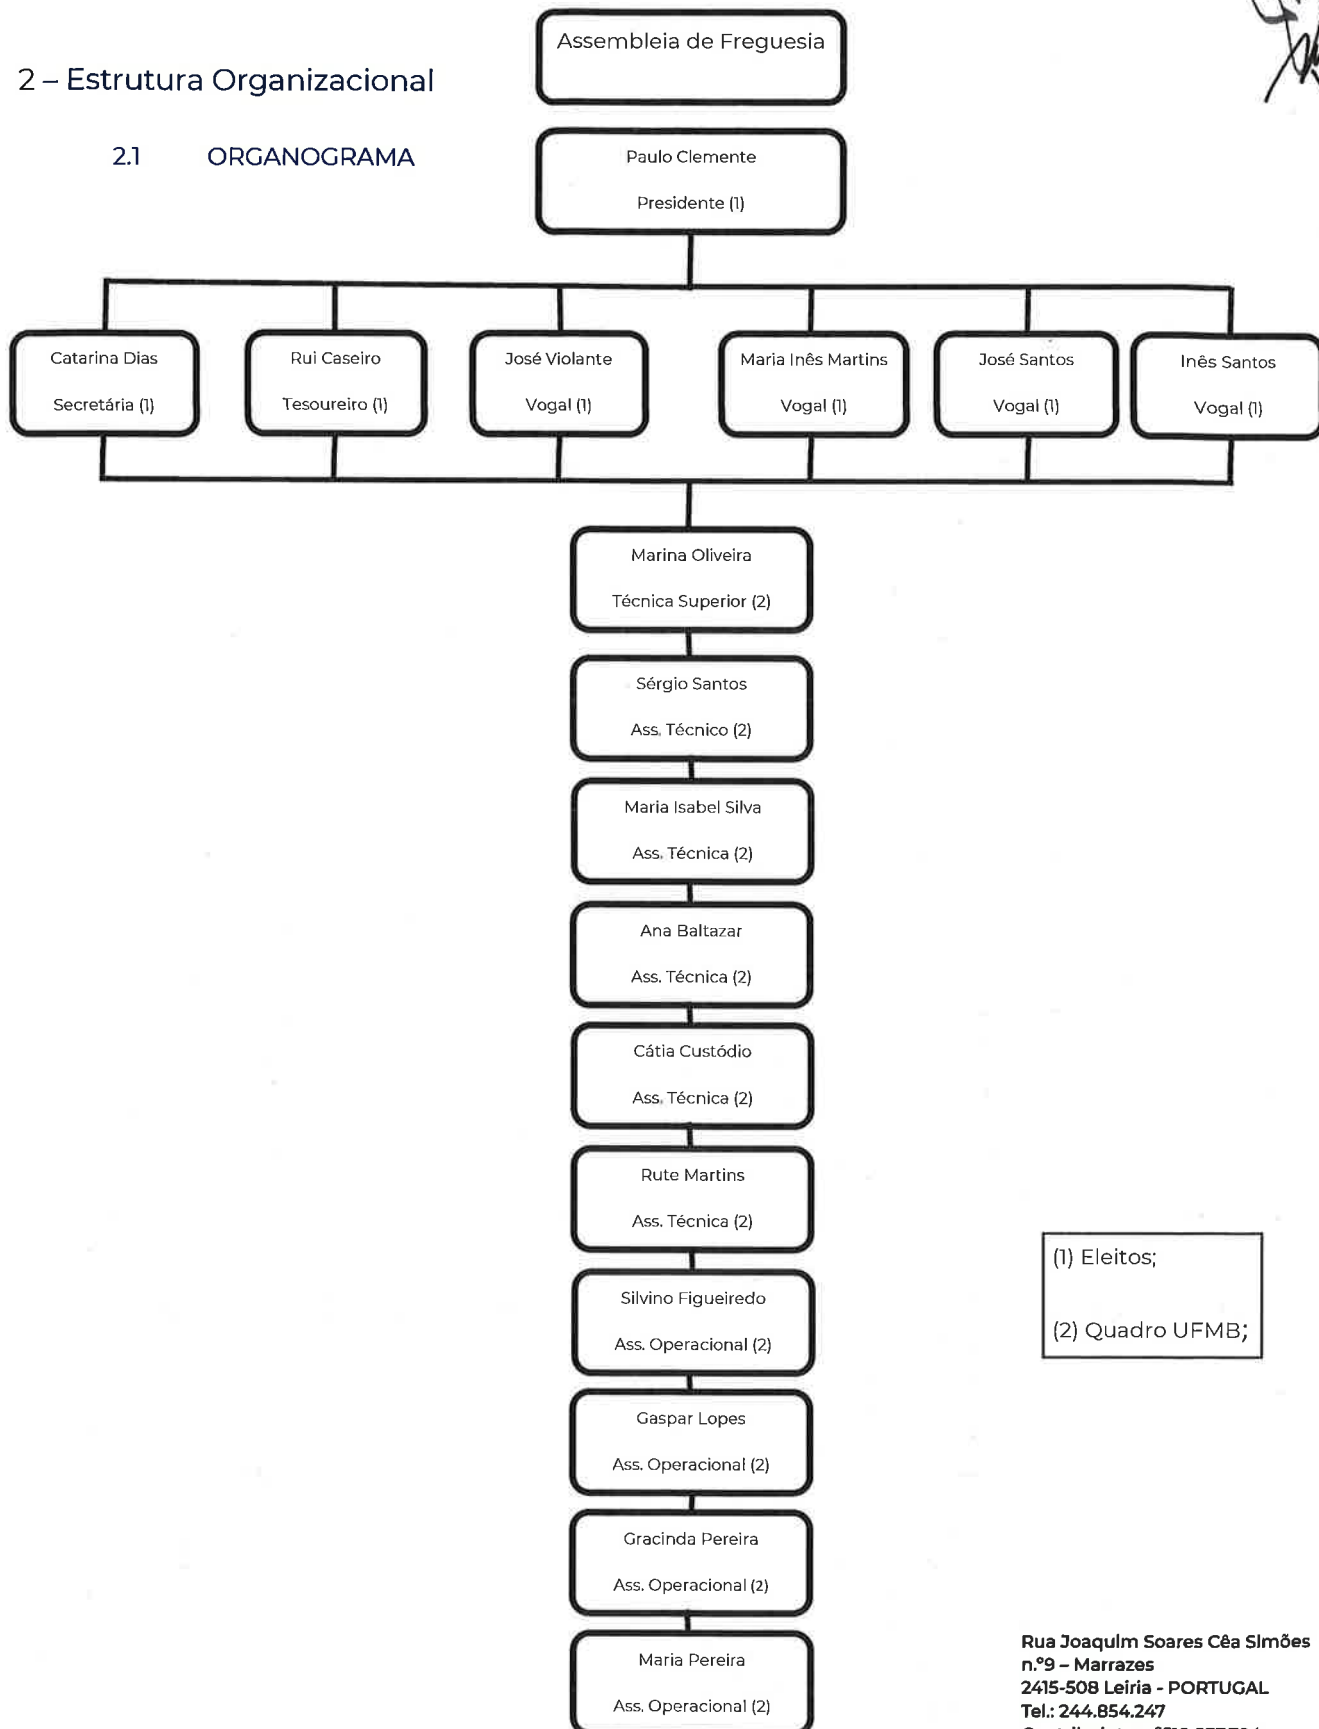 Assembleia de Freguesia
2 – Estrutura Organizacional
2.1 ORGANOGRAMA
Paulo Clemente
Presidente (1)
Catarina Dias
Secretária (1)
Rui Caseiro
Tesoureiro (1)
José Violante
Vogal (1)
Maria Inês Martins
Vogal (1)
José Santos
Vogal (1)
Inês Santos
Vogal (1)
Marina Oliveira
Técnica Superior (2)
Sérgio Santos
Ass. Técnico (2)
Maria Isabel Silva
Ass. Técnica (2)
Ana Baltazar
Ass. Técnica (2)
Cátia Custódio
Ass. Técnica (2)
Rute Martins
Ass. Técnica (2)
Silvino Figueiredo
Ass. Operacional (2)
Gaspar Lopes
Ass. Operacional (2)
Gracinda Pereira
Ass. Operacional (2)
Maria Pereira
Ass. Operacional (2)
(1) Eleitos;
(2) Quadro UFMB;
Rua Joaquim Soares Cêa Simões
n.º9 – Marrazes
2415-508 Leiria - PORTUGAL
Tel.: 244.854.247